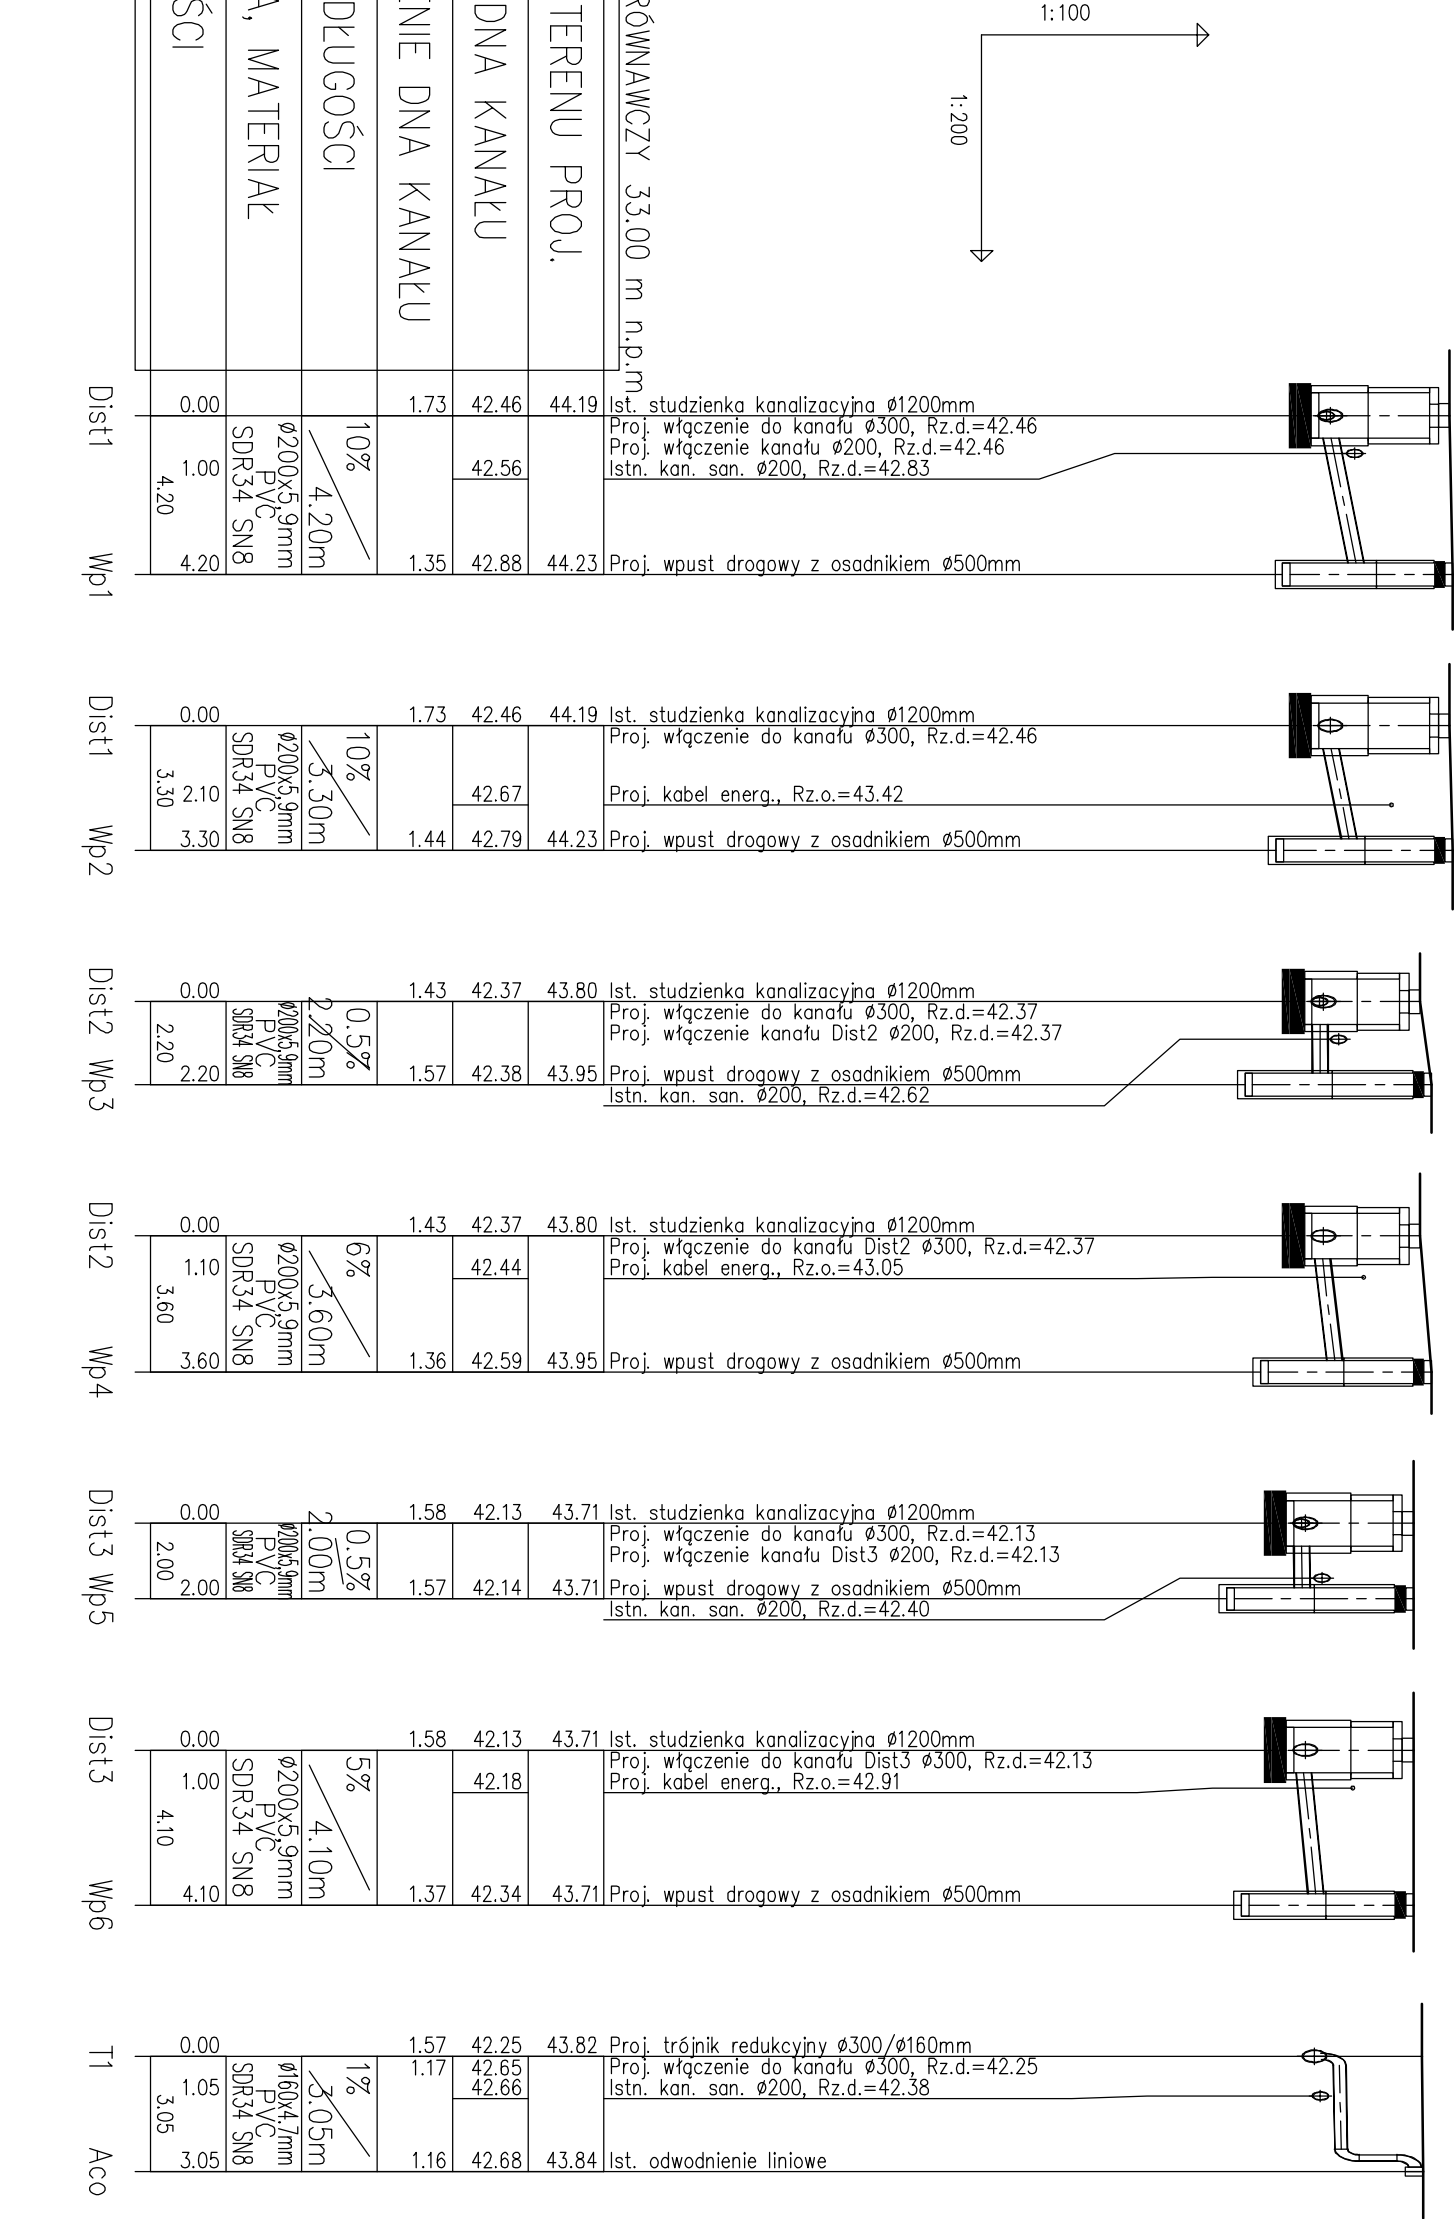 1:100
1:200
RÓWNAWCZY 33.00 m n.p.m.
TERENU PROJ.
DNA KANAŁU
ENIE DNA KANAŁU
DŁUGOŚCI
A, MATERIAŁ
ŚCI
Dist1
0.00
1.73 42.46 44.19 Ist. studzienka kanalizacyjna Ø1200mm
Proj. włączenie do kanału Ø300, Rz.d.=42.46
Proj. włączenie kanału Ø200, Rz.d.=42.46
1.00 42.56 Istn. kan. san. Ø200, Rz.d.=42.83
10%
4.20m
Ø200x5,9mm
PVC
SDR34 SN8
4.20
Wp1
4.20 1.35 42.88 44.23 Proj. wpust drogowy z osadnikiem Ø500mm
Dist1
0.00 1.73 42.46 44.19 Ist. studzienka kanalizacyjna Ø1200mm
Proj. włączenie do kanału Ø300, Rz.d.=42.46
10%
3.30m
Ø200x5,9mm
PVC
SDR34 SN8
3.30
2.10 42.67 Proj. kabel energ., Rz.o.=43.42
Wp2
3.30 1.44 42.79 44.23 Proj. wpust drogowy z osadnikiem Ø500mm
Dist2
0.00 1.43 42.37 43.80 Ist. studzienka kanalizacyjna Ø1200mm
Proj. włączenie do kanału Ø300, Rz.d.=42.37
Proj. włączenie kanału Dist2 Ø200, Rz.d.=42.37
0.5%
2.20m
Ø200x5,9mm
PVC
SDR34 SN8
2.20
Wp3
2.20 1.57 42.38 43.95 Proj. wpust drogowy z osadnikiem Ø500mm
Istn. kan. san. Ø200, Rz.d.=42.62
Dist2
0.00 1.43 42.37 43.80 Ist. studzienka kanalizacyjna Ø1200mm
Proj. włączenie do kanału Dist2 Ø300, Rz.d.=42.37
1.10 42.44 Proj. kabel energ., Rz.o.=43.05
6%
3.60m
Ø200x5,9mm
PVC
SDR34 SN8
3.60
Wp4
3.60 1.36 42.59 43.95 Proj. wpust drogowy z osadnikiem Ø500mm
Dist3
0.00 1.58 42.13 43.71 Ist. studzienka kanalizacyjna Ø1200mm
Proj. włączenie do kanału Ø300, Rz.d.=42.13
Proj. włączenie kanału Dist3 Ø200, Rz.d.=42.13
0.5%
2.00m
Ø200x5,9mm
PVC
SDR34 SN8
2.00
Wp5
2.00 1.57 42.14 43.71 Proj. wpust drogowy z osadnikiem Ø500mm
Istn. kan. san. Ø200, Rz.d.=42.40
Dist3
0.00 1.58 42.13 43.71 Ist. studzienka kanalizacyjna Ø1200mm
Proj. włączenie do kanału Dist3 Ø300, Rz.d.=42.13
1.00 42.18 Proj. kabel energ., Rz.o.=42.91
5%
4.10m
Ø200x5,9mm
PVC
SDR34 SN8
4.10
Wp6
4.10 1.37 42.34 43.71 Proj. wpust drogowy z osadnikiem Ø500mm
T1
0.00 1.57 42.25 43.82 Proj. trójnik redukcyjny Ø300/Ø160mm
1.17 42.65 Proj. włączenie do kanału Ø300, Rz.d.=42.25
1.05 42.66 Istn. kan. san. Ø200, Rz.d.=42.38
1%
3.05m
Ø160x4.7mm
PVC
SDR34 SN8
3.05
Aco
3.05 1.16 42.68 43.84 Ist. odwodnienie liniowe